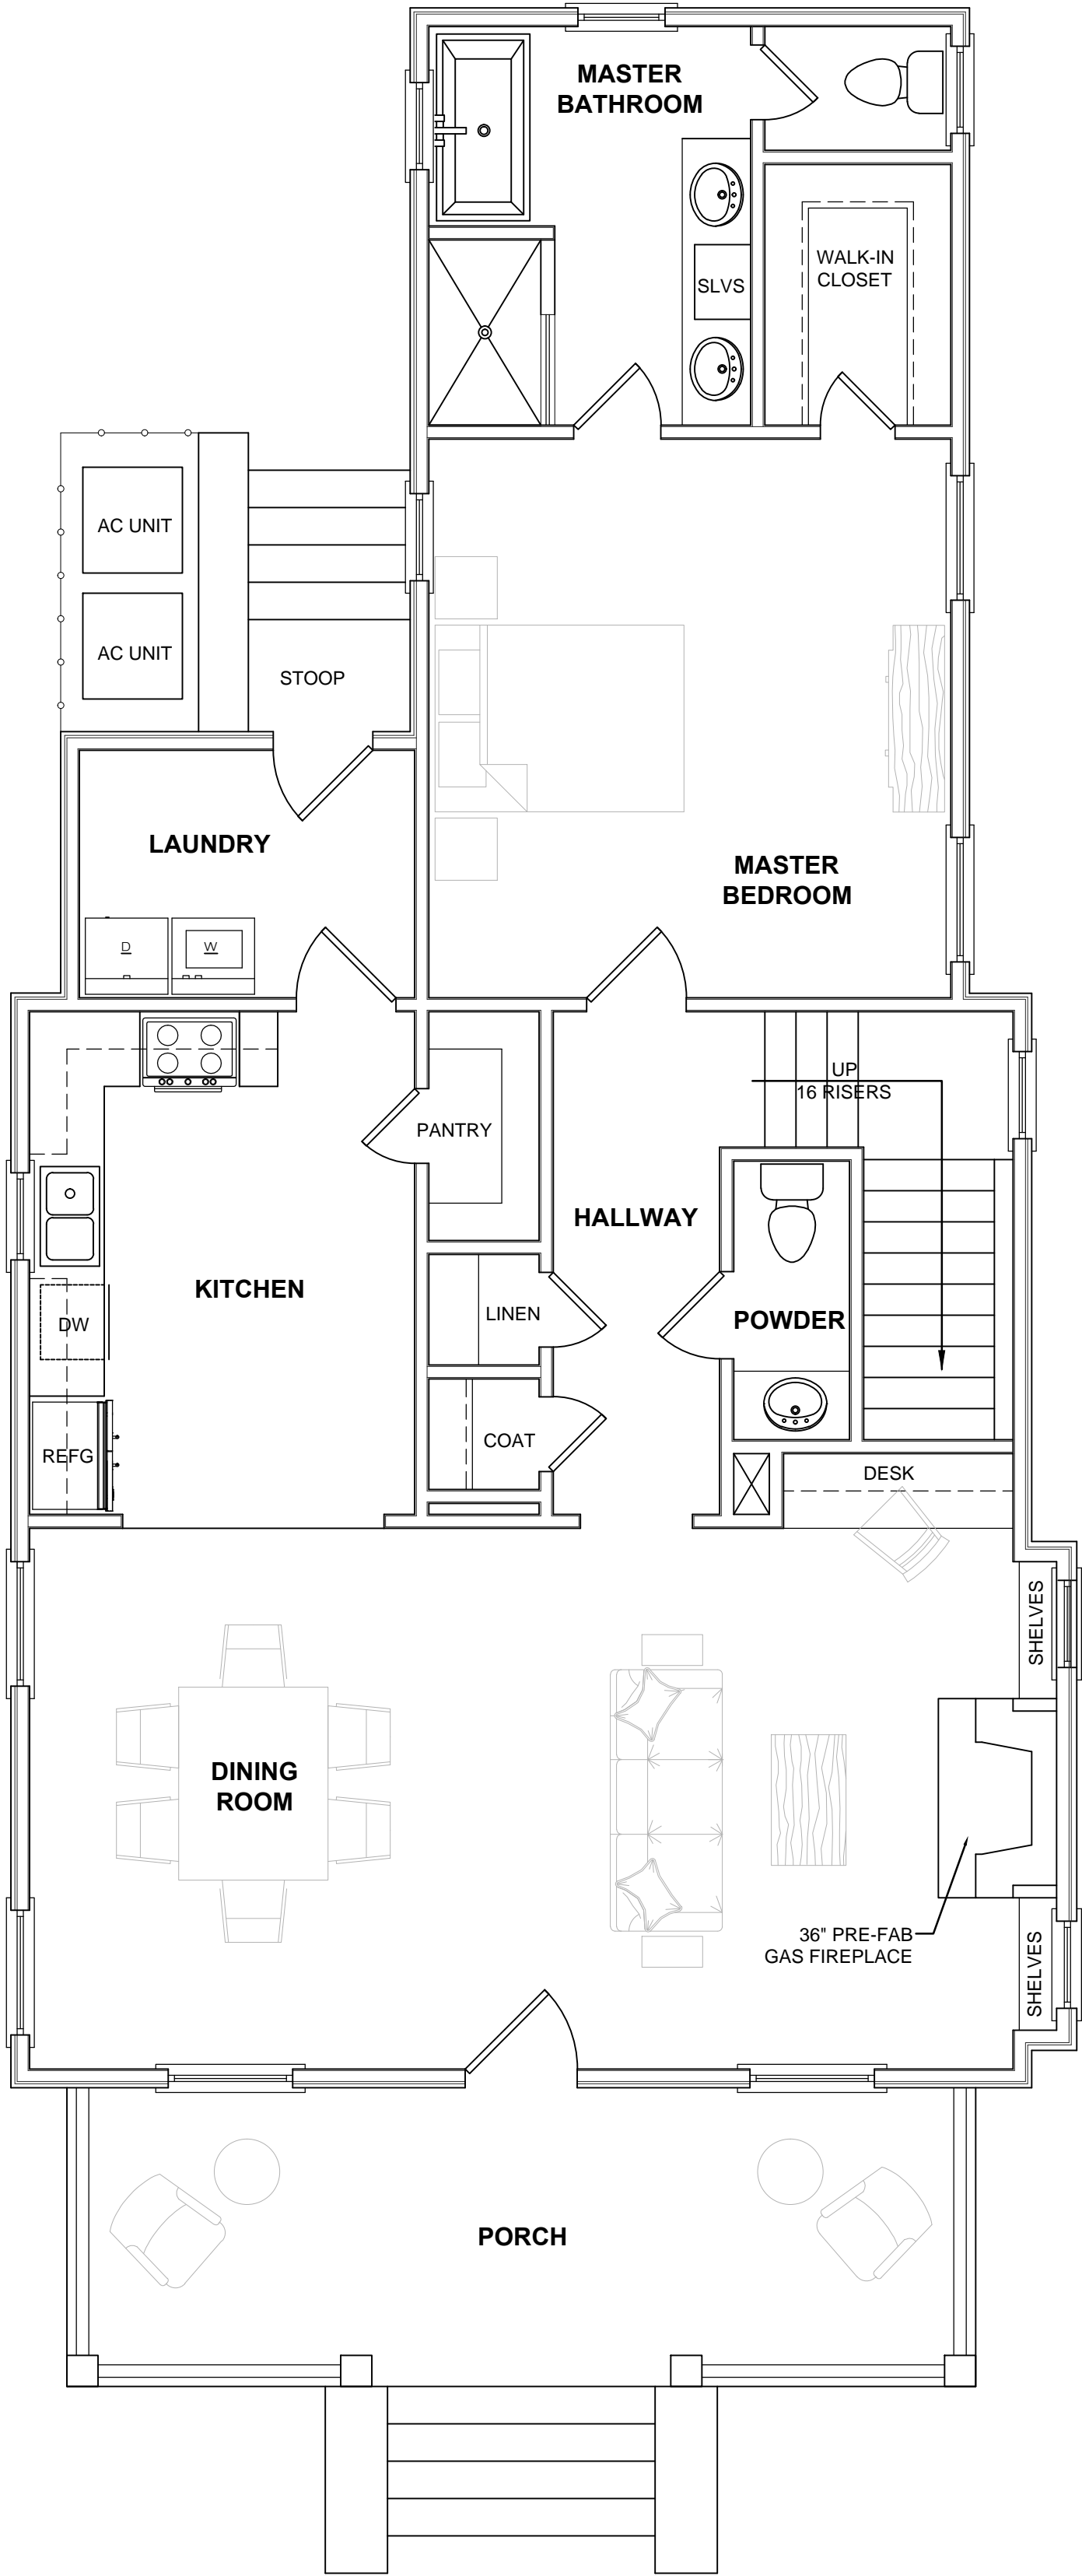 MASTER
BATHROOM
WALK-IN
CLOSET
SLVS
AC UNIT
AC UNIT
STOOP
LAUNDRY
MASTER
BEDROOM
D
W
UP
16 RISERS
PANTRY
HALLWAY
KITCHEN
LINEN
POWDER
DW
COAT
REFG
DESK
SHELVES
DINING
ROOM
36" PRE-FAB
GAS FIREPLACE
SHELVES
PORCH